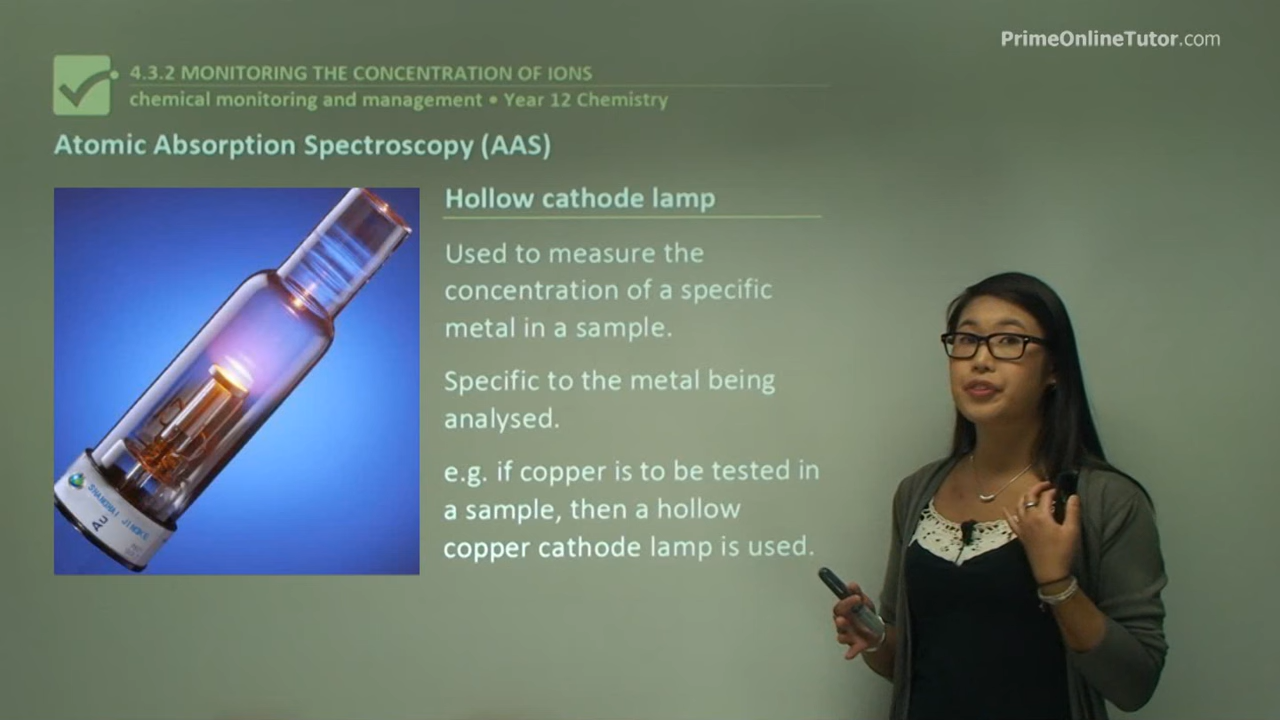 PrimeOnlineTutor.com
4.3.2 MONITORING THE CONCENTRATION OF IONS
chemical monitoring and management • Year 12 Chemistry
Atomic Absorption Spectroscopy (AAS)
Hollow cathode lamp
Used to measure the
concentration of a specific
metal in a sample.
Specific to the metal being
analysed.
e.g. if copper is to be tested in
a sample, then a hollow
copper cathode lamp is used.
SHANGHAI
Au